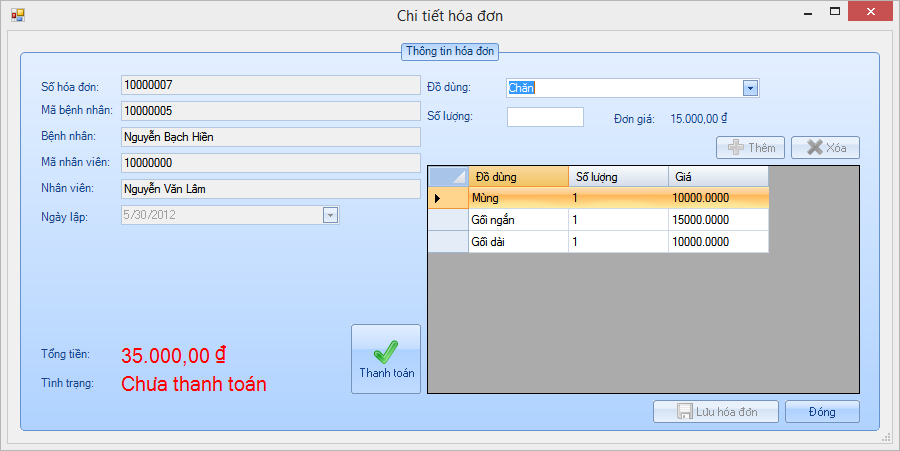 Chi tiết hóa đơn
Thông tin hóa đơn
Số hóa đơn: 10000007
Mã bệnh nhân: 10000005
Bệnh nhân: Nguyễn Bạch Hiền
Mã nhân viên: 10000000
Nhân viên: Nguyễn Văn Lâm
Ngày lập: 5/30/2012
Đồ dùng: Chăn
Số lượng: Đơn giá: 15.000,00 ₫
Thêm Xóa
Đồ dùng Số lượng Giá
Mùng 1 10000.0000
Gối ngắn 1 15000.0000
Gối dài 1 10000.0000
Tổng tiền: 35.000,00 ₫
Tình trạng: Chưa thanh toán
Thanh toán
Lưu hóa đơn Đóng